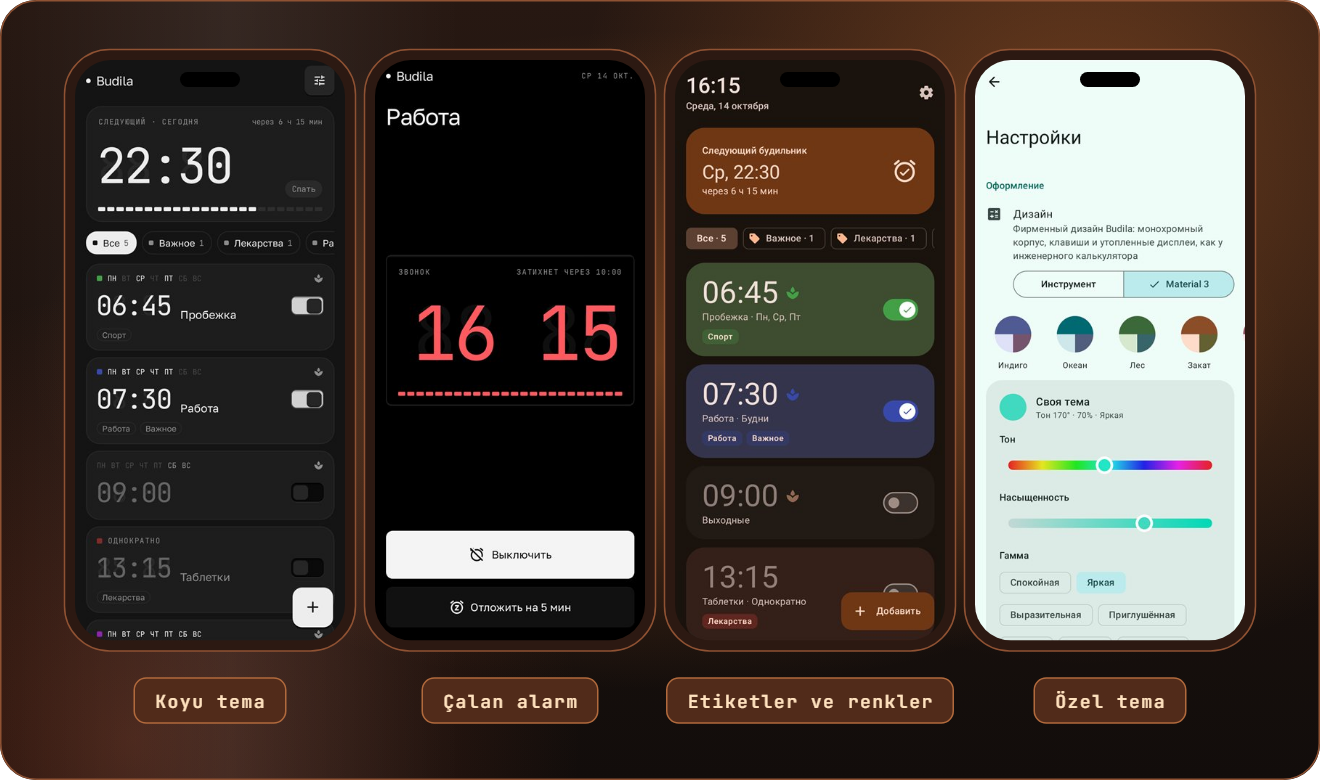 Budila
СЛЕДУЮЩИЙ · СЕГОДНЯ
через 6 ч 15 мин
22:30
Спать
Все 5
Важное 1
Лекарства 1
Ра
ПН ВТ СР ЧТ ПТ СБ ВС
06:45 Пробежка
Спорт
ПН ВТ СР ЧТ ПТ СБ ВС
07:30 Работа
Работа Важное
ПН ВТ СР ЧТ ПТ СБ ВС
09:00
ОДНОКРАТНО
13:15 Таблетки
Лекарства
+
ПН ВТ СР ЧТ ПТ СБ ВС
Koyu tema
Budila
СР 14 ОКТ.
Работа
ЗВОНОК
ЗАТИХНЕТ ЧЕРЕЗ 10:00
16 15
Выключить
Отложить на 5 мин
Çalan alarm
16:15
Среда, 14 октября
Следующий будильник
Ср, 22:30
через 6 ч 15 мин
Все · 5
Важное · 1
Лекарства · 1
06:45
Пробежка · Пн, Ср, Пт
Спорт
07:30
Работа · Будни
Работа Важное
09:00
Выходные
13:15
Таблетки · Однократно
Лекарства
+ Добавить
Etiketler ve renkler
Настройки
Оформление
Дизайн
Фирменный дизайн Budila: монохромный
корпус, клавиши и утопленные дисплеи, как у
инженерного калькулятора
Инструмент
Material 3
Индиго
Океан
Лес
Закат
Своя тема
Тон 170° · 70% · Яркая
Тон
Насыщенность
Гамма
Спокойная
Яркая
Выразительная
Приглушённая
Özel tema